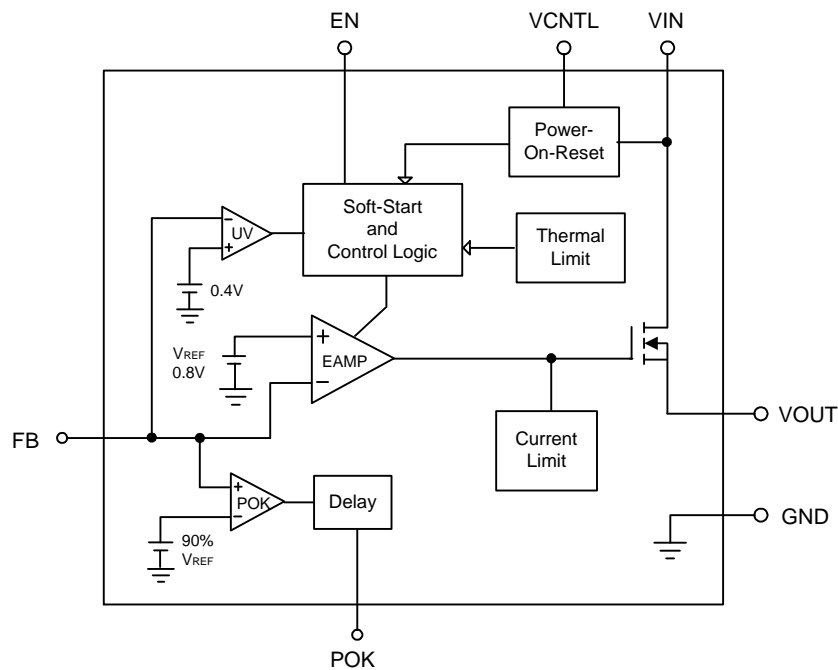 EN
VCNTL
VIN
Power-
On-Reset
Soft-Start
and
Control Logic
UV
−
+
Thermal
Limit
0.4V
+
EAMP
−
VREF
0.8V
FB
VOUT
Current
Limit
+
POK
−
Delay
90%
VREF
GND
POK